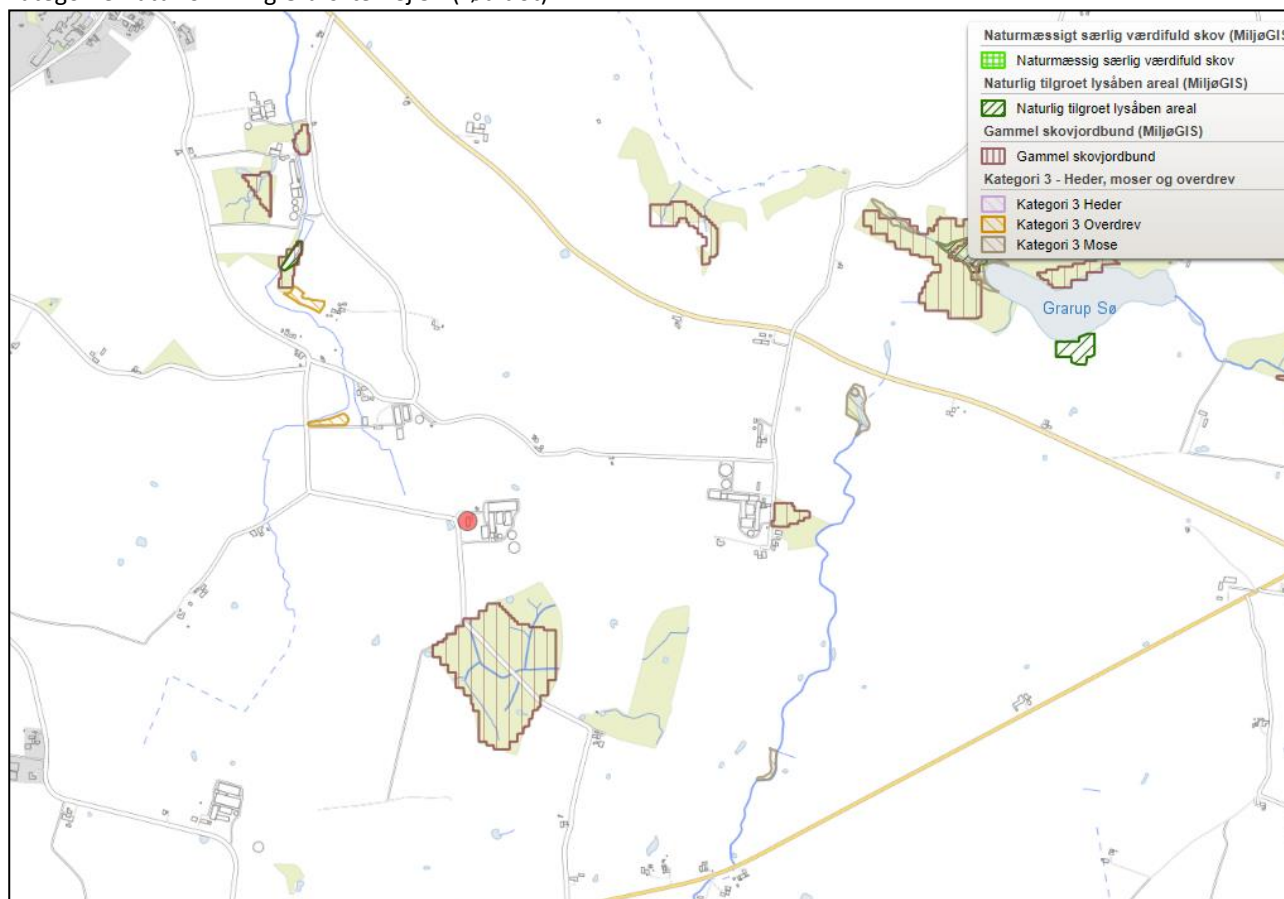 Naturmæssigt særlig værdifuld skov (MiljøGIS
Naturmæssig særlig værdifuld skov
Naturlig tilgroet lysåben areal (MiljøGIS)
Naturlig tilgroet lysåben areal
Gammel skovjordbund (MiljøGIS)
Gammel skovjordbund
Kategori 3 - Heder, moser og overdrev
Kategori 3 Heder
Kategori 3 Overdrev
Kategori 3 Mose
Grarup Sø
0